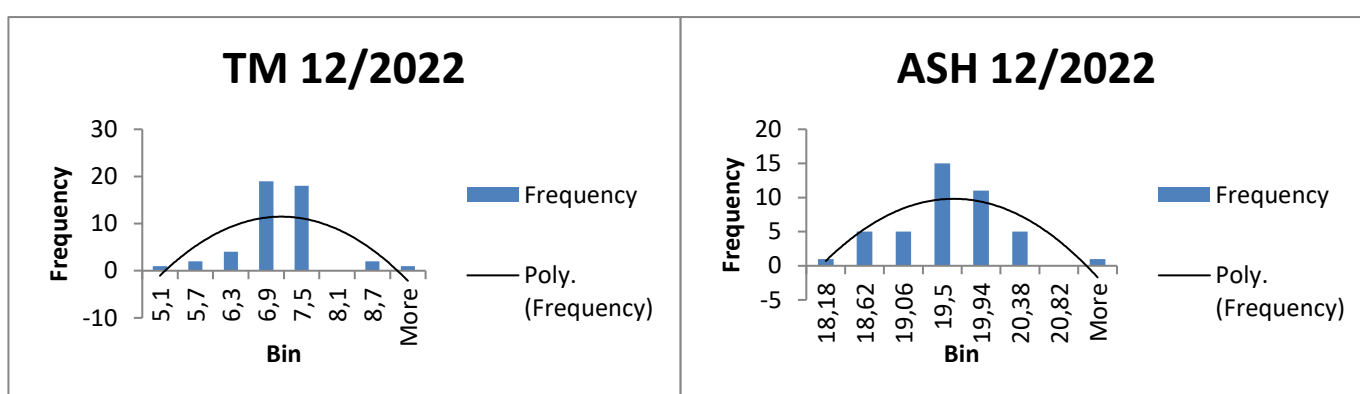 TM 12/2022
30
20
10
0
-10
Frequency
5,1
5,7
6,3
6,9
7,5
8,1
8,7
More
Bin
Frequency
Poly.
(Frequency)
ASH 12/2022
20
15
10
5
0
-5
Frequency
18,18
18,62
19,06
19,5
19,94
20,38
20,82
More
Bin
Frequency
Poly.
(Frequency)